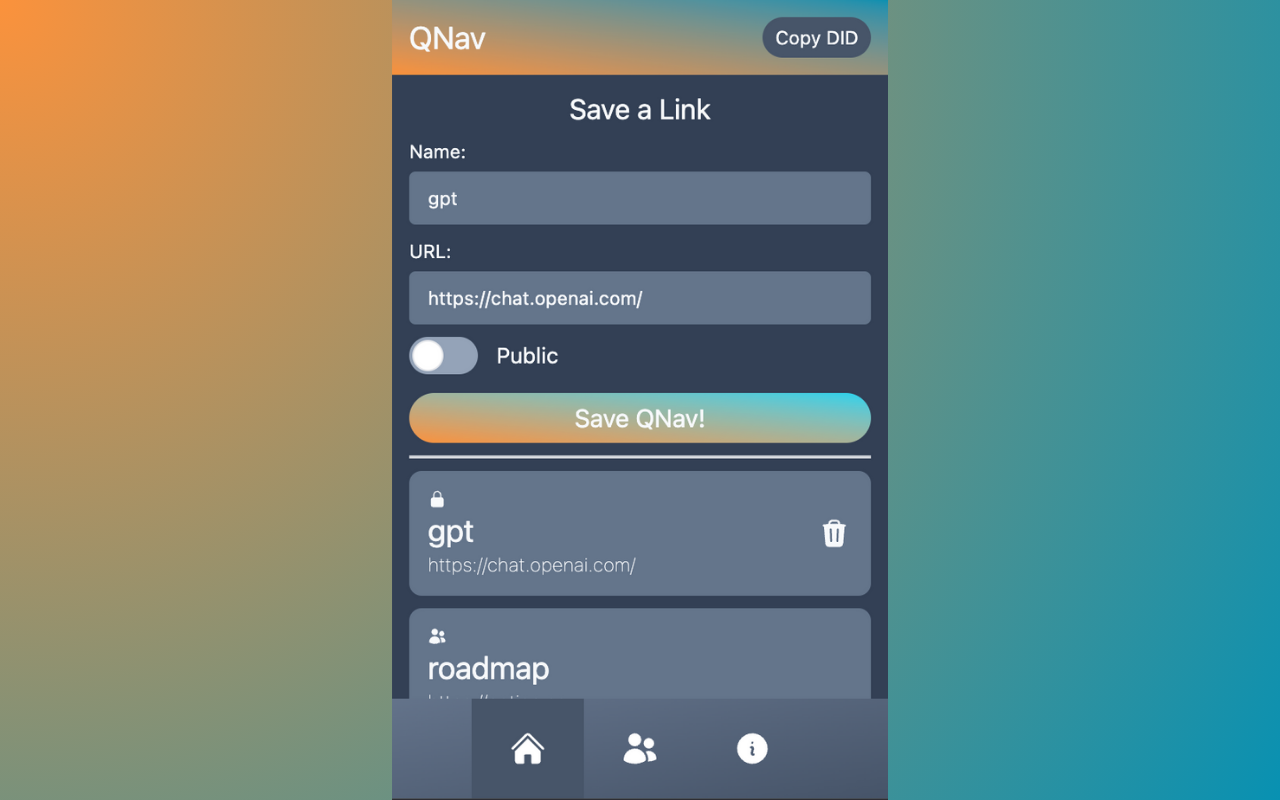 QNav
Copy DID
Save a Link
Name:
gpt
URL:
https://chat.openai.com/
Public
Save QNav!
gpt
https://chat.openai.com/
roadmap